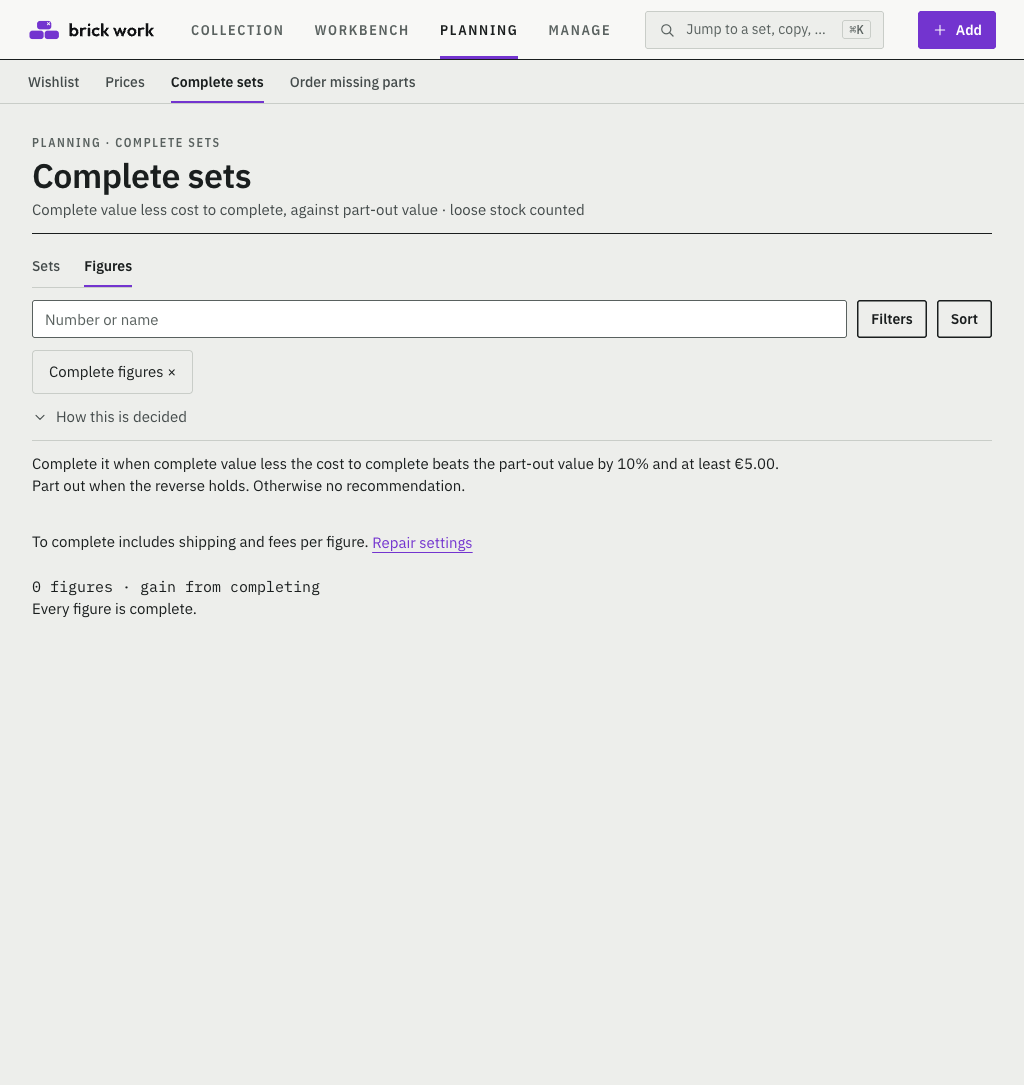 brick work
COLLECTION
WORKBENCH
PLANNING
MANAGE
Jump to a set, copy, ...
⌘K
+ Add
Wishlist
Prices
Complete sets
Order missing parts
PLANNING · COMPLETE SETS
Complete sets
Complete value less cost to complete, against part-out value · loose stock counted
Sets
Figures
Number or name
Filters
Sort
Complete figures ×
How this is decided
Complete it when complete value less the cost to complete beats the part-out value by 10% and at least €5.00.
Part out when the reverse holds. Otherwise no recommendation.
To complete includes shipping and fees per figure. Repair settings
0 figures · gain from completing
Every figure is complete.